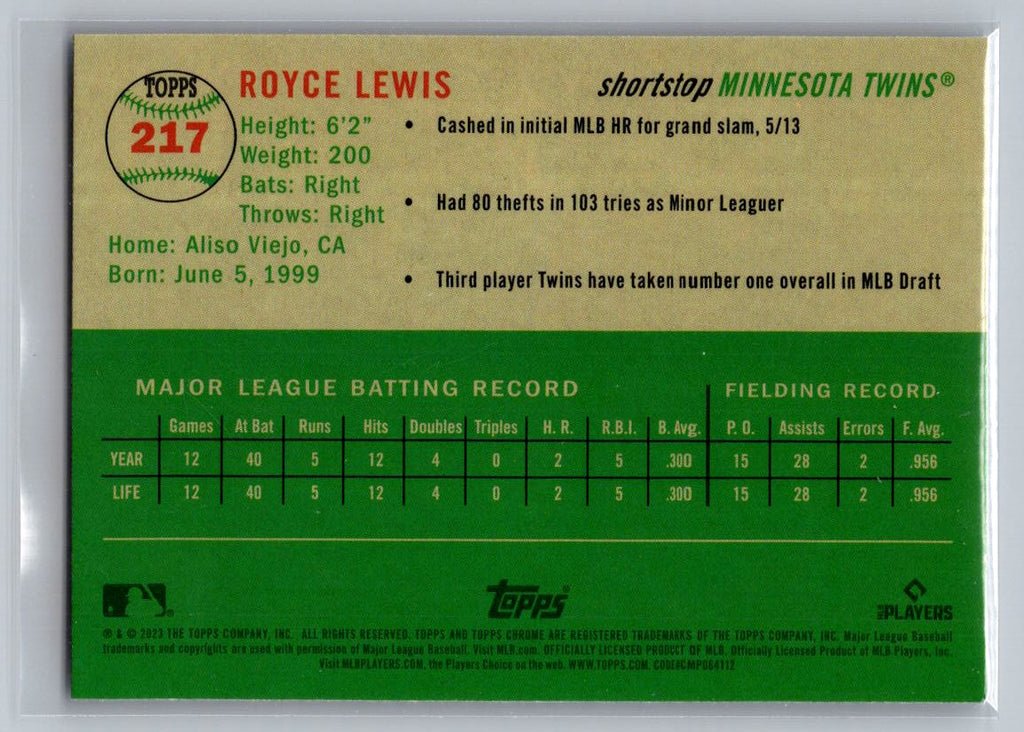 TOPPS
217
ROYCE LEWIS
shortstop MINNESOTA TWINS®
Height: 6'2"
Weight: 200
Bats: Right
Throws: Right
Home: Aliso Viejo, CA
Born: June 5, 1999
• Cashed in initial MLB HR for grand slam, 5/13
• Had 80 thefts in 103 tries as Minor Leaguer
• Third player Twins have taken number one overall in MLB Draft
MAJOR LEAGUE BATTING RECORD FIELDING RECORD
Games At Bat Runs Hits Doubles Triples H. R. R.B.I. B. Avg. P. O. Assists Errors F. Avg.
YEAR 12 40 5 12 4 0 2 5 .300 15 28 2 .956
LIFE 12 40 5 12 4 0 2 5 .300 15 28 2 .956
Topps®
MLB PLAYERS
® & © 2023 THE TOPPS COMPANY, INC. ALL RIGHTS RESERVED. TOPPS AND TOPPS CHROME ARE REGISTERED TRADEMARKS OF THE TOPPS COMPANY, INC. Major League Baseball
trademarks and copyrights are used with permission of Major League Baseball. Visit MLB.com. OFFICIALLY LICENSED PRODUCT OF MLB. Officially Licensed Product of MLB Players, Inc.
Visit MLBPLAYERS.COM, the Players Choice on the web. WWW.TOPPS.COM. CODE#CMP064112